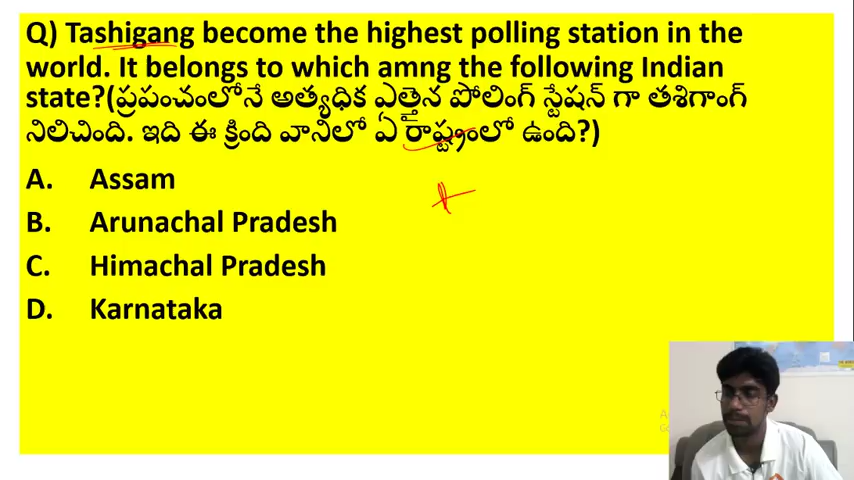 Q) Tashigang become the highest polling station in the
world. It belongs to which amng the following Indian
state?(ప్రపంచంలోనే అత్యధిక ఎత్తైన పోలింగ్ స్టేషన్ గా తశిగాంగ్
నిలిచింది. ఇది ఈ క్రింది వానిలో ఏ రాష్ట్రంలో ఉంది?)
A. Assam
B. Arunachal Pradesh
C. Himachal Pradesh
D. Karnataka